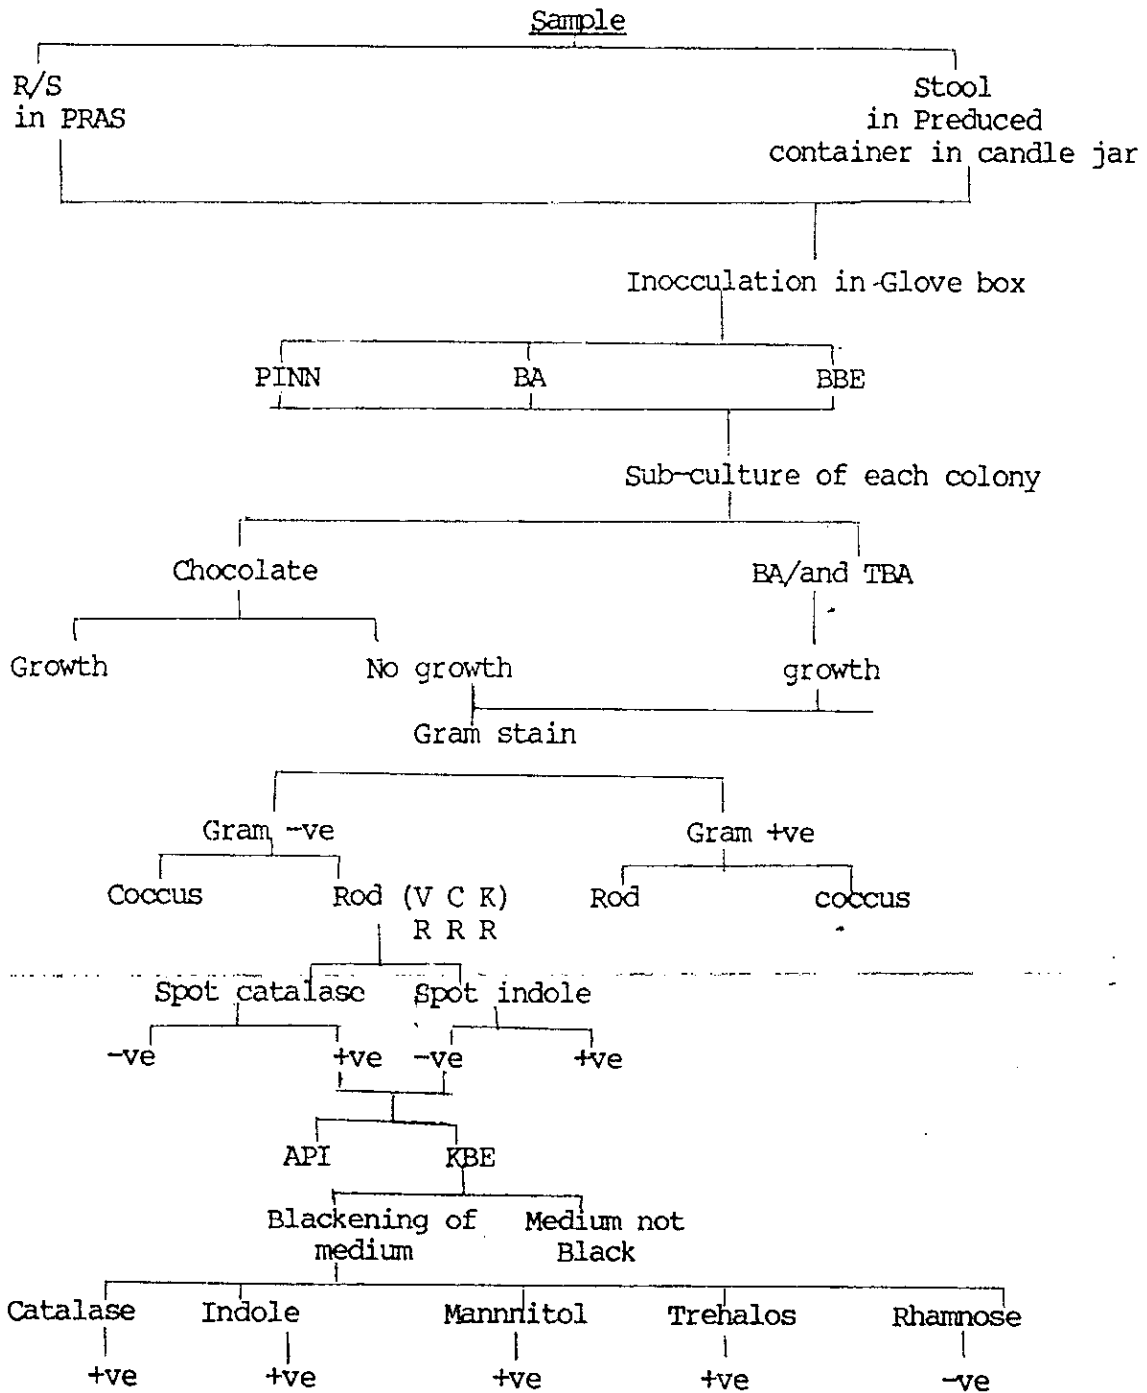 Sample
R/S
in PRAS
Stool
in Preduced
container in candle jar
Inocculation in Glove box
PINN BA BBE
Sub-culture of each colony
Chocolate BA/and TBA
Growth No growth growth
Gram stain
Gram -ve Gram +ve
Coccus Rod (V C K) Rod coccus
R R R
Spot catalase Spot indole
-ve +ve -ve +ve
API KBE
Blackening of Medium not
medium Black
Catalase Indole Mannnitol Trehalos Rhamnose
+ve +ve +ve +ve -ve